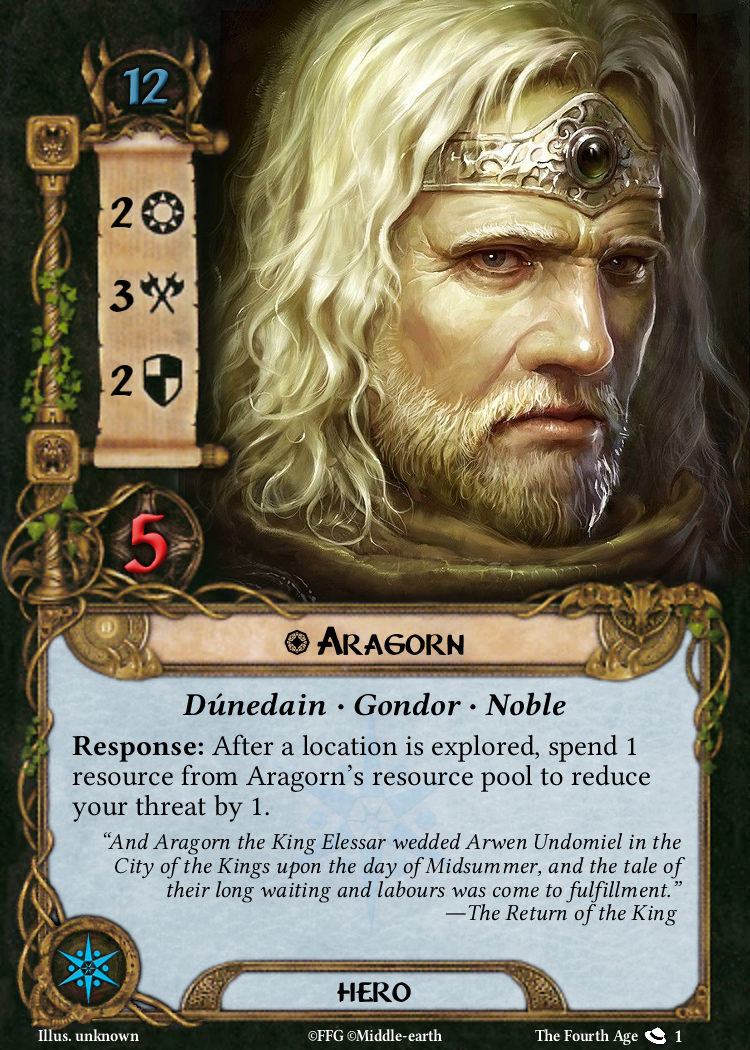 12
2
3
2
5
Aragorn
Dúnedain · Gondor · Noble
Response: After a location is explored, spend 1
resource from Aragorn’s resource pool to reduce
your threat by 1.
“And Aragorn the King Elessar wedded Arwen Undomiel in the
City of the Kings upon the day of Midsummer, and the tale of
their long waiting and labours was come to fulfillment.”
—The Return of the King
HERO
Illus. unknown ©FFG ©Middle-earth The Fourth Age 1